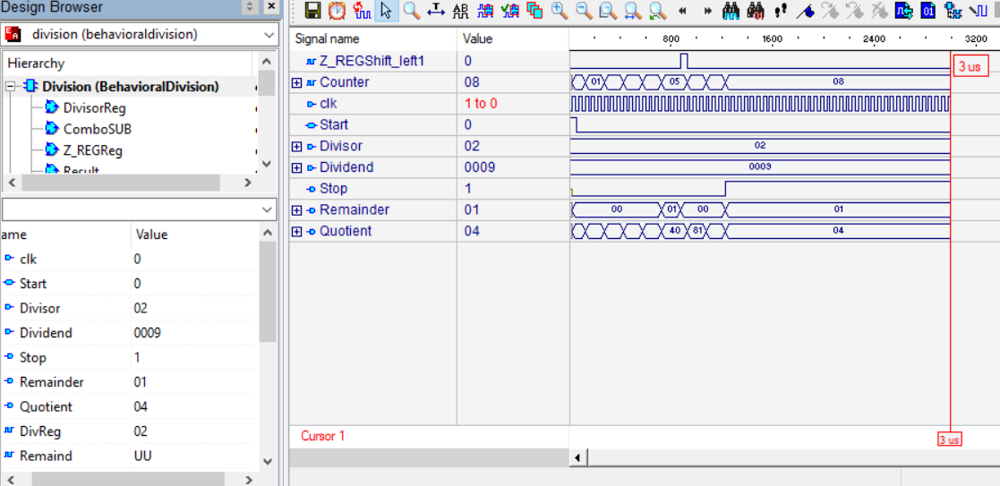 Design Browser
division (behavioraldivision)
Hierarchy
Division (BehavioralDivision)
DivisorReg
ComboSUB
Z_REGReg
Result
ame Value
clk 0
Start 0
Divisor 02
Dividend 0009
Stop 1
Remainder 01
Quotient 04
DivReg 02
Remaind UU
Signal name Value 800 1600 2400 3200
Z_REGShift_left1 0
3 us
Counter 08 01 05 08
clk 1 to 0
Start 0
Divisor 02 02
Dividend 0009 0009
Stop 1
Remainder 01 00 01 00 01
Quotient 04 40 81 04
Cursor 1
3 us